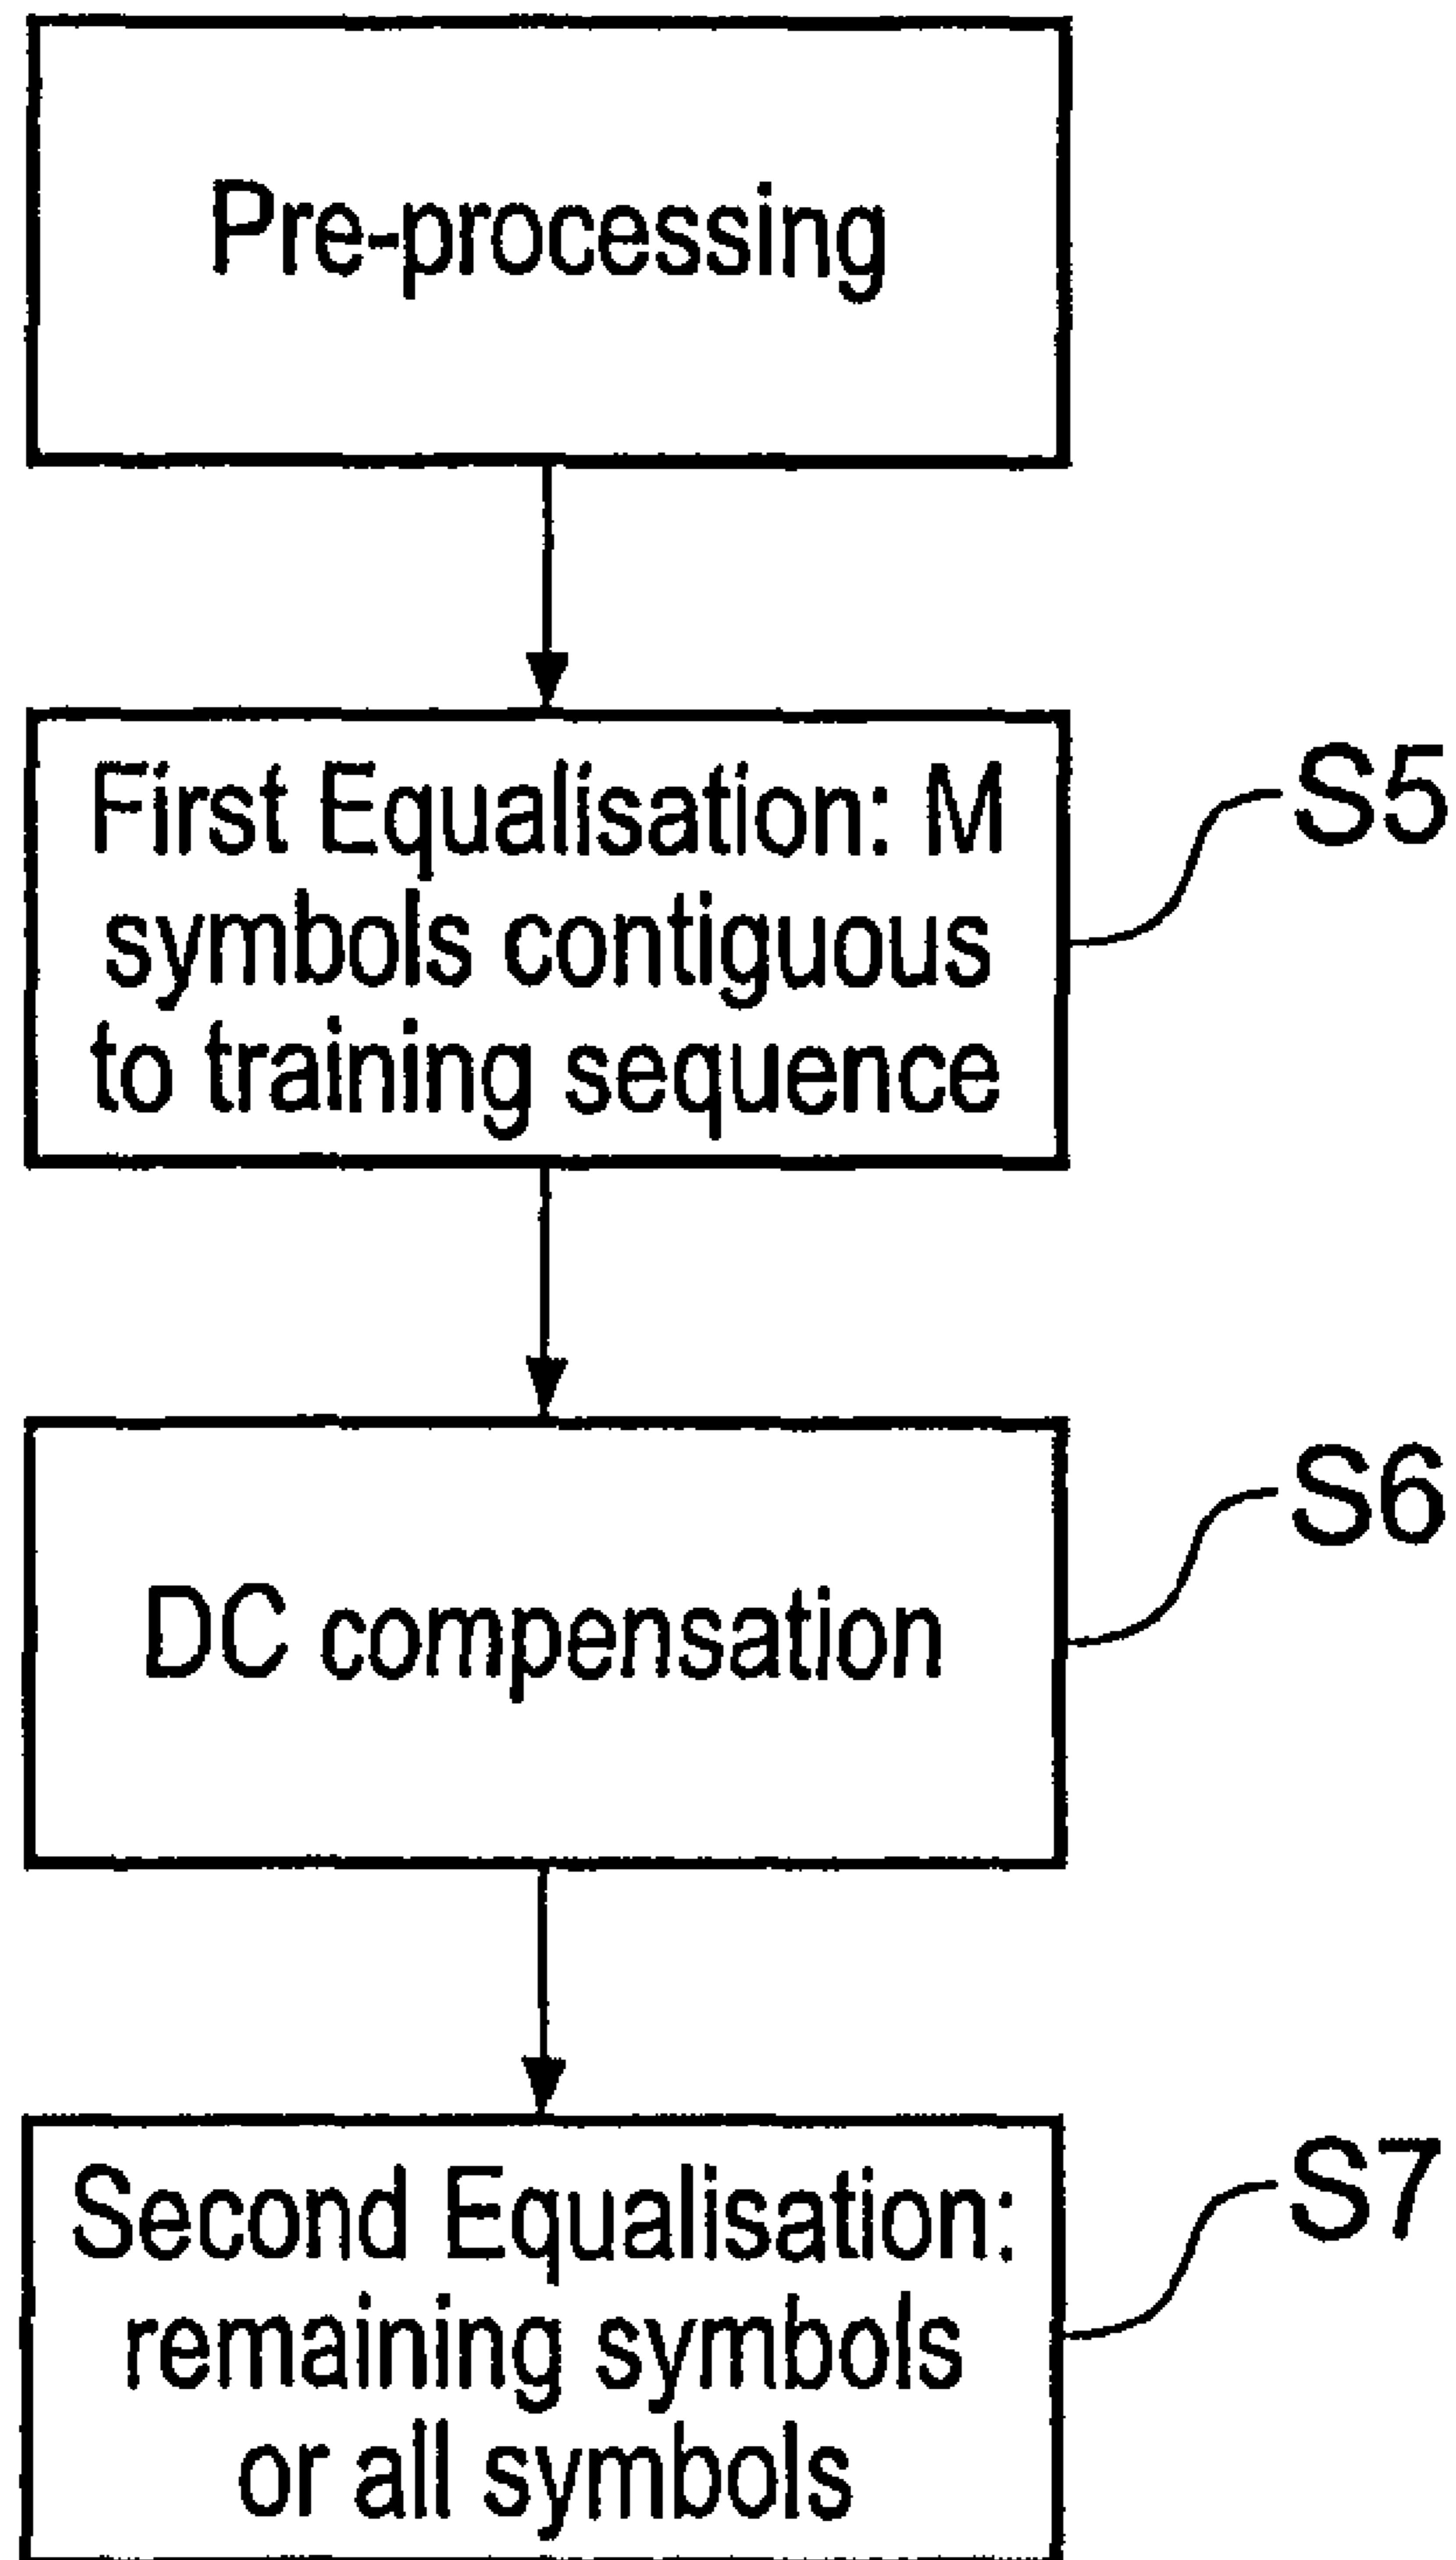 Pre-processing
First Equalisation: M
symbols contiguous
to training sequence
S5
DC compensation
S6
Second Equalisation:
remaining symbols
or all symbols
S7